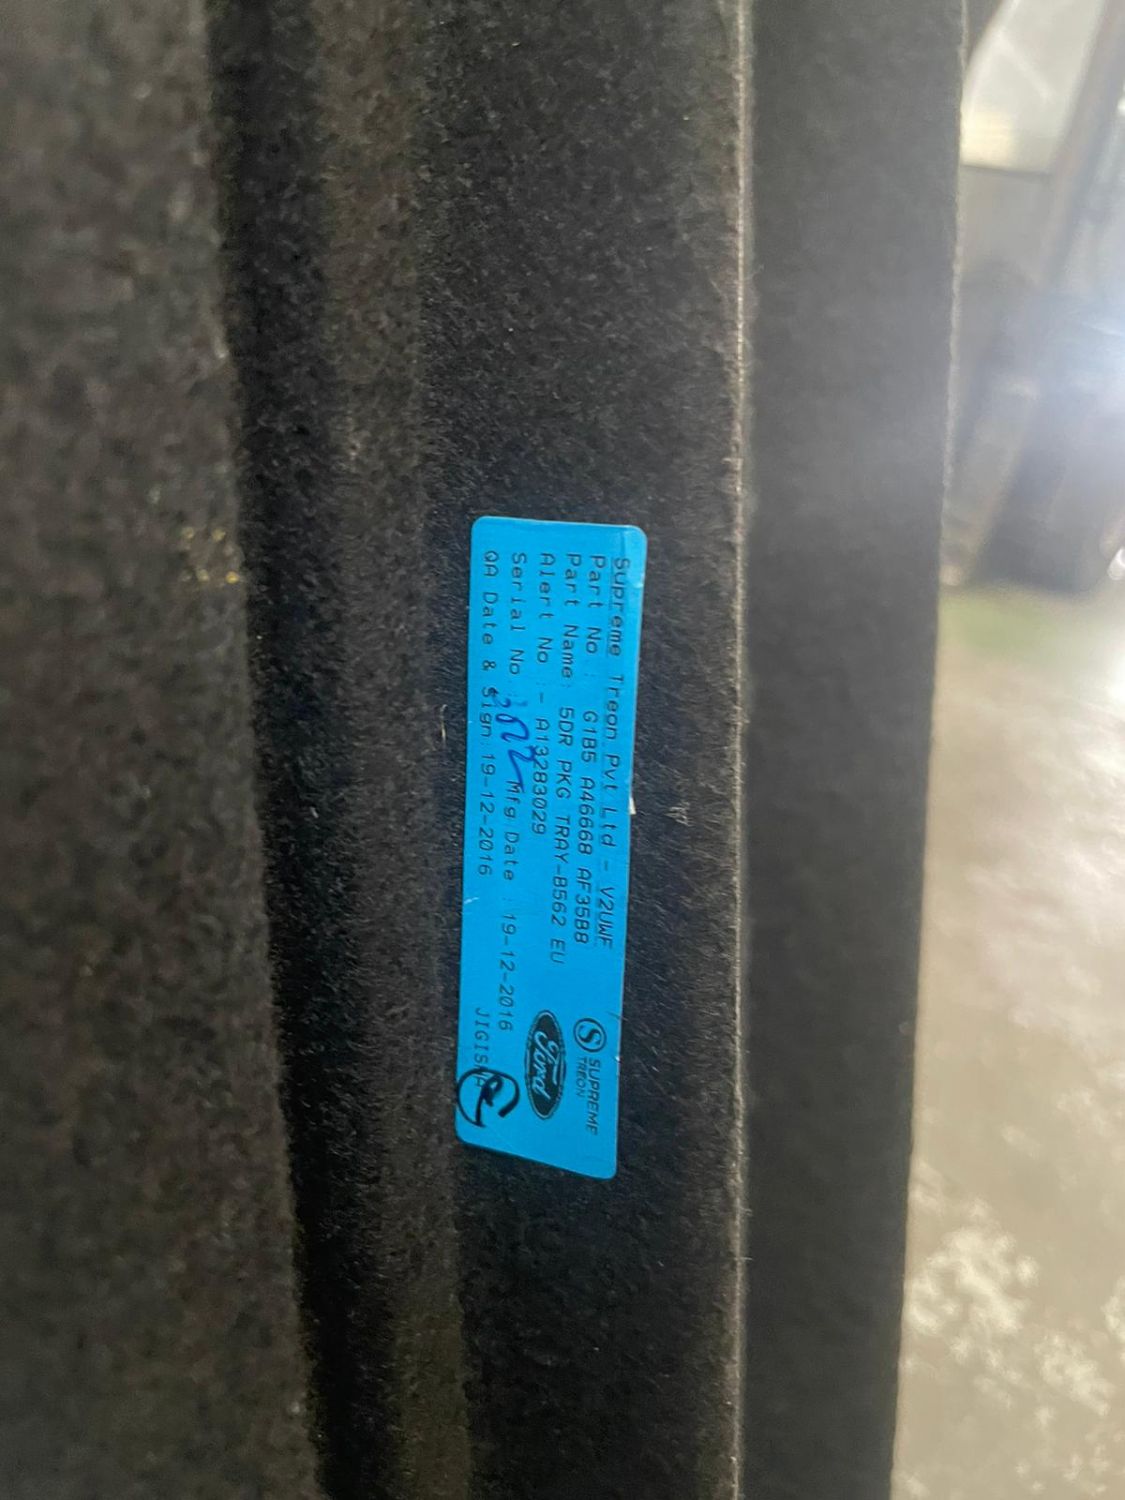 Supreme Treon Pvt Ltd - V2UWF
Part No : G1B5 A46668 AF35B8
Part Name: 5DR PKG TRAY-B562 EU
Alert No :- A13283029
Serial No : Mfg Date : 19-12-2016
QA Date & Sign:19-12-2016 JIGISHA
S SUPREME
TREON
Ford